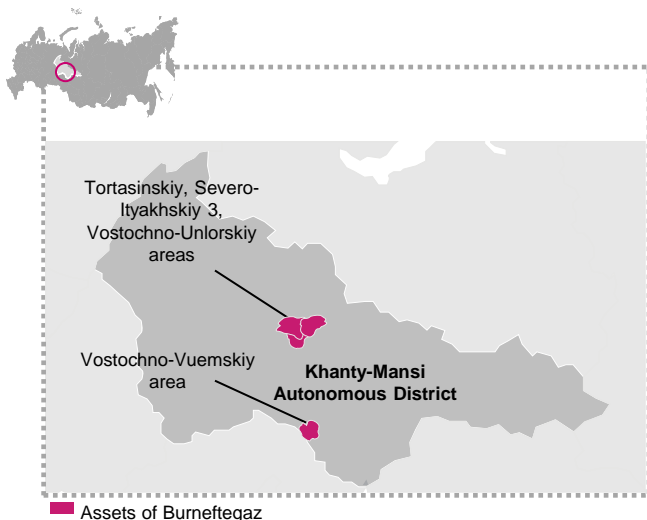 Tortasinskiy, Severo-
Ityakhskiy 3,
Vostochno-Unlorskiy
areas
Vostochno-Vuemskiy
area
Khanty-Mansi
Autonomous District
Assets of Burneftegaz